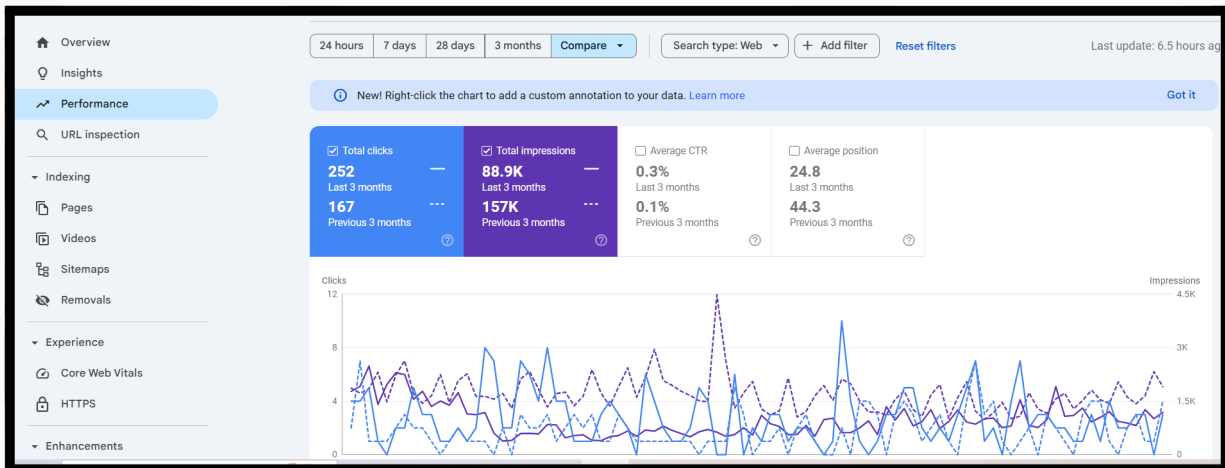 Overview
Insights
Performance
URL inspection
Indexing
Pages
Videos
Sitemaps
Removals
Experience
Core Web Vitals
HTTPS
Enhancements
24 hours 7 days 28 days 3 months Compare Search type: Web + Add filter Reset filters Last update: 6.5 hours ag
New! Right-click the chart to add a custom annotation to your data. Learn more Got it
Total clicks
252
Last 3 months
167
Previous 3 months
Total impressions
88.9K
Last 3 months
157K
Previous 3 months
Average CTR
0.3%
Last 3 months
0.1%
Previous 3 months
Average position
24.8
Last 3 months
44.3
Previous 3 months
Clicks Impressions
12 4.5K
8 3K
4 1.5K
0 0